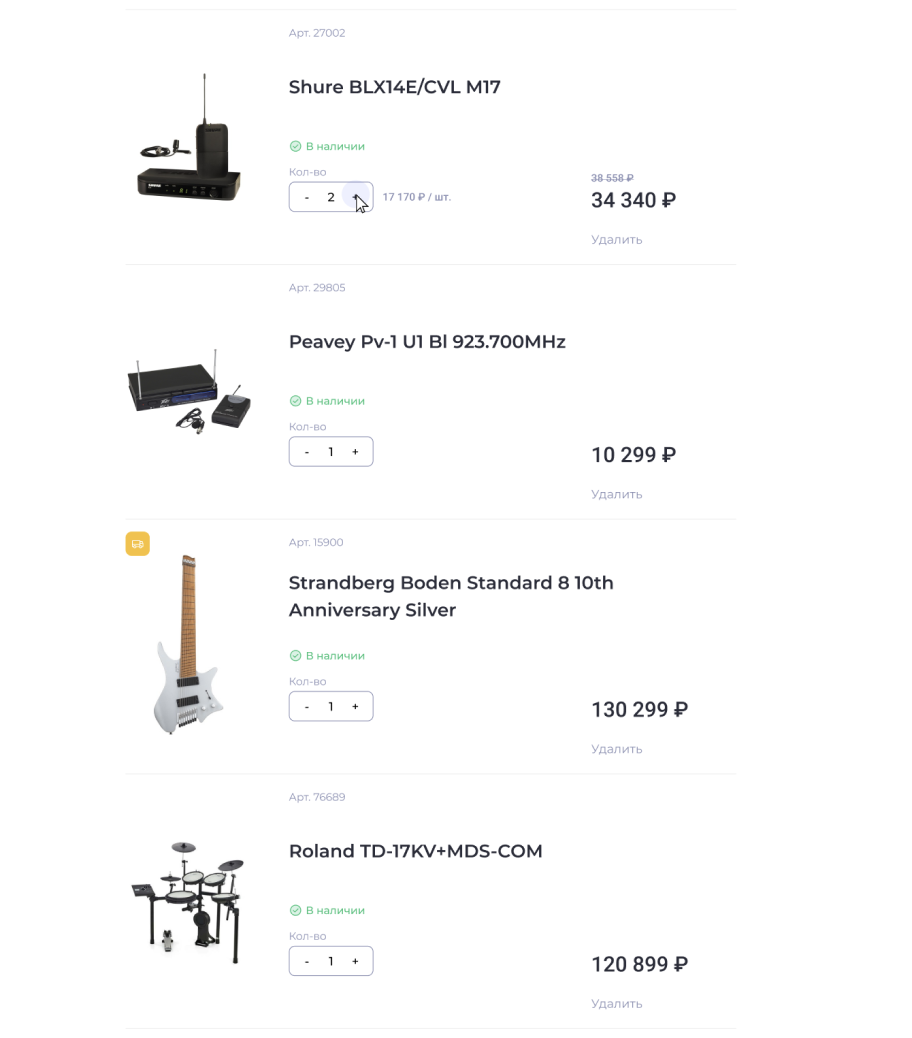 Арт. 27002
Shure BLX14E/CVL M17
В наличии
Кол-во
- 2 + 17 170 ₽ / шт.
38 558 ₽
34 340 ₽
Удалить
Арт. 29805
Peavey Pv-1 U1 Bl 923.700MHz
В наличии
Кол-во
- 1 +
10 299 ₽
Удалить
Арт. 15900
Strandberg Boden Standard 8 10th
Anniversary Silver
В наличии
Кол-во
- 1 +
130 299 ₽
Удалить
Арт. 76689
Roland TD-17KV+MDS-COM
В наличии
Кол-во
- 1 +
120 899 ₽
Удалить